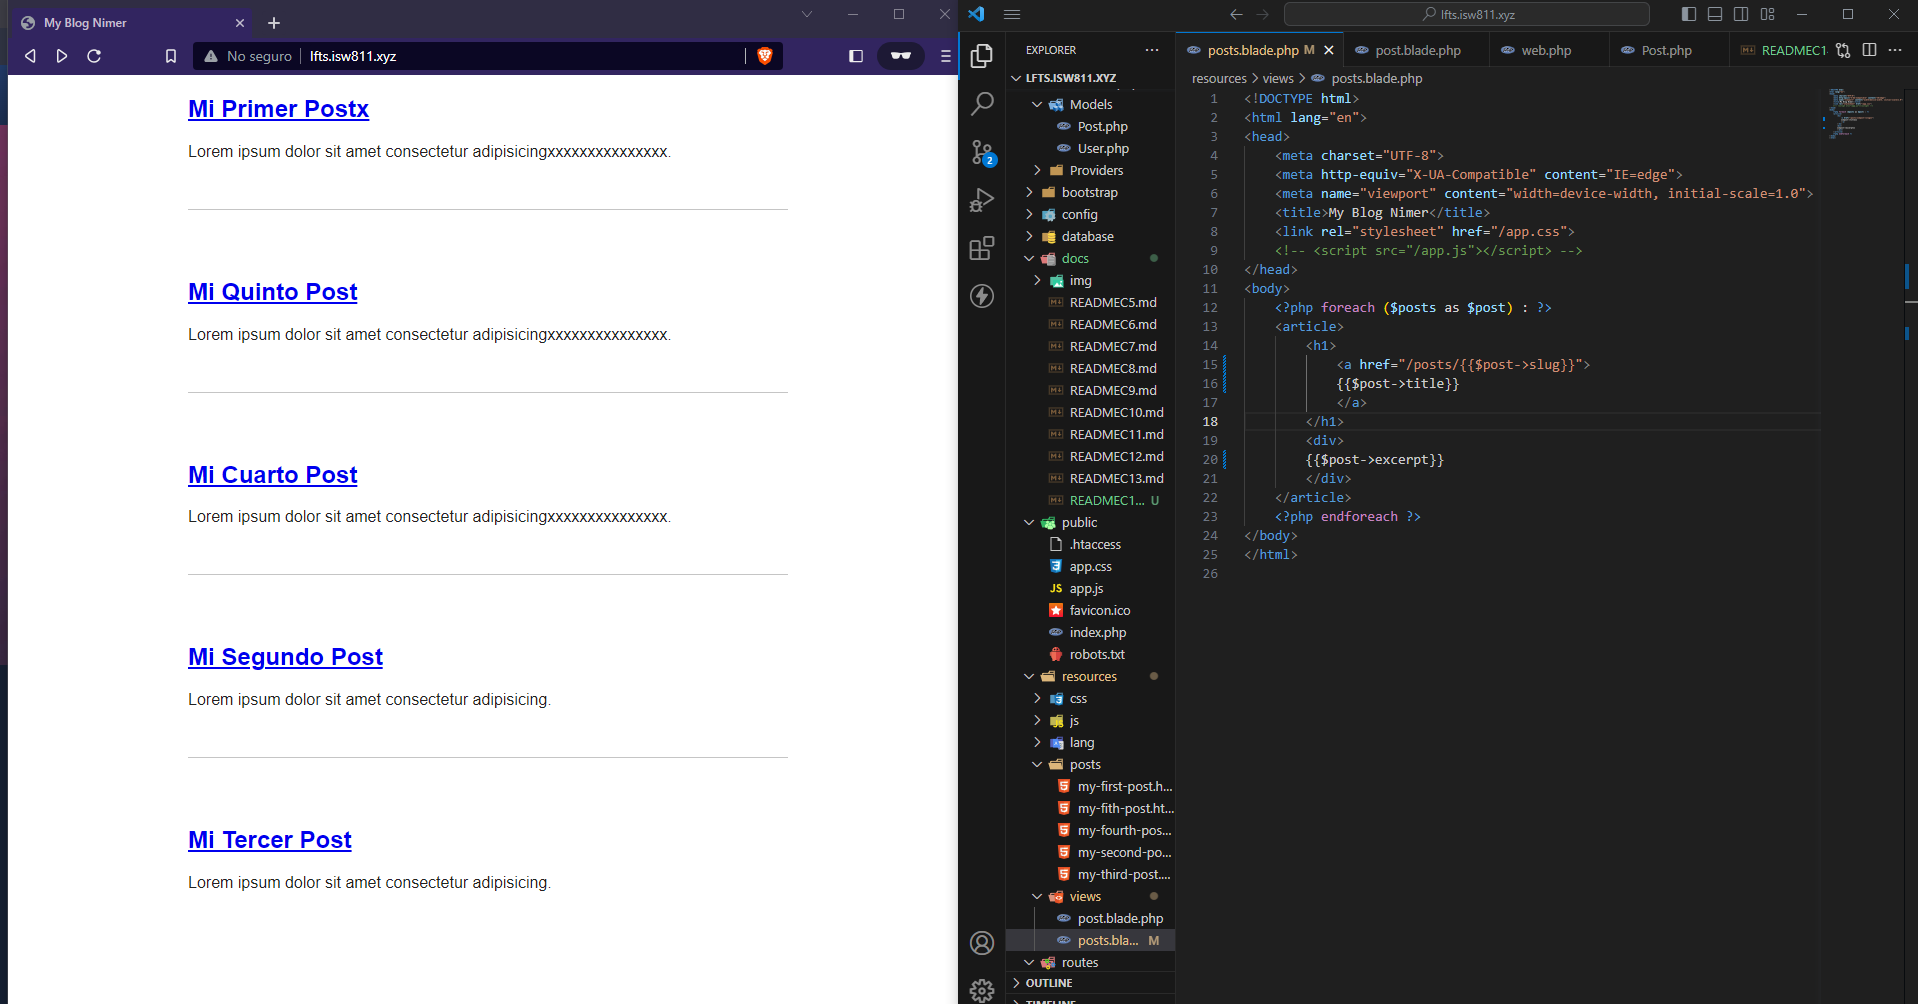 My Blog Nimer
No seguro
lfts.isw811.xyz
Mi Primer Postx
Lorem ipsum dolor sit amet consectetur adipisicingxxxxxxxxxxxxxxx.
Mi Quinto Post
Lorem ipsum dolor sit amet consectetur adipisicingxxxxxxxxxxxxxxx.
Mi Cuarto Post
Lorem ipsum dolor sit amet consectetur adipisicingxxxxxxxxxxxxxxx.
Mi Segundo Post
Lorem ipsum dolor sit amet consectetur adipisicing.
Mi Tercer Post
Lorem ipsum dolor sit amet consectetur adipisicing.
lfts.isw811.xyz
2
EXPLORER
LFTS.ISW811.XYZ
Models
Post.php
User.php
Providers
bootstrap
config
database
docs
img
READMEC5.md
READMEC6.md
READMEC7.md
READMEC8.md
READMEC9.md
READMEC10.md
READMEC11.md
READMEC12.md
READMEC13.md
READMEC1... U
public
.htaccess
app.css
JS app.js
favicon.ico
index.php
robots.txt
resources
css
js
lang
posts
my-first-post.h...
my-fith-post.ht...
my-fourth-pos...
my-second-po...
my-third-post....
views
post.blade.php
posts.bla... M
routes
OUTLINE
TIMELINE
posts.blade.php M
post.blade.php
web.php
Post.php
READMEC1
resources > views > posts.blade.php
1 <!DOCTYPE html>
2 <html lang="en">
3 <head>
4 <meta charset="UTF-8">
5 <meta http-equiv="X-UA-Compatible" content="IE=edge">
6 <meta name="viewport" content="width=device-width, initial-scale=1.0">
7 <title>My Blog Nimer</title>
8 <link rel="stylesheet" href="/app.css">
9 <!-- <script src="/app.js"></script> -->
10 </head>
11 <body>
12 <?php foreach ($posts as $post) : ?>
13 <article>
14 <h1>
15 <a href="/posts/{{$post->slug}}">
16 {{$post->title}}
17 </a>
18 </h1>
19 <div>
20 {{$post->excerpt}}
21 </div>
22 </article>
23 <?php endforeach ?>
24 </body>
25 </html>
26